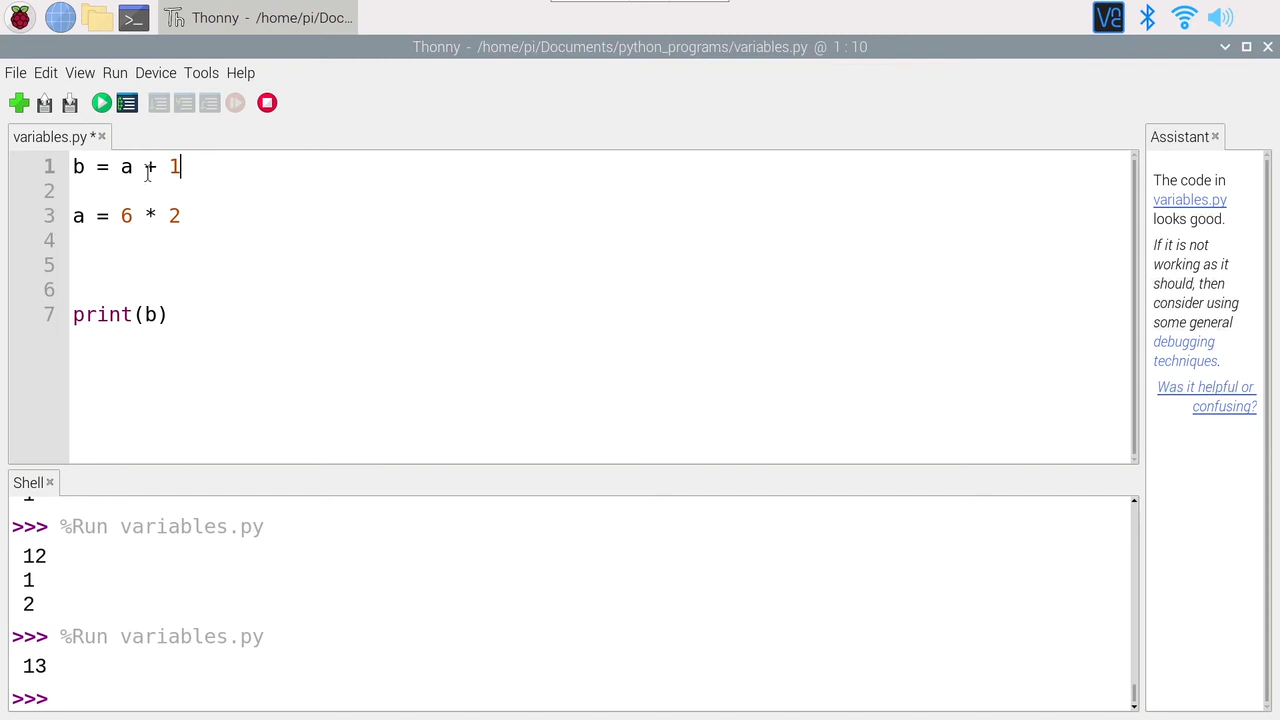 Thonny - /home/pi/Doc...
Thonny - /home/pi/Documents/python_programs/variables.py @ 1 : 10
File Edit View Run Device Tools Help
variables.py *
1 b = a + 1
2
3 a = 6 * 2
4
5
6
7 print(b)
Assistant
The code in
variables.py
looks good.
If it is not
working as it
should, then
consider using
some general
debugging
techniques.
Was it helpful or
confusing?
Shell
1
>>> %Run variables.py
12
1
2
>>> %Run variables.py
13
>>>